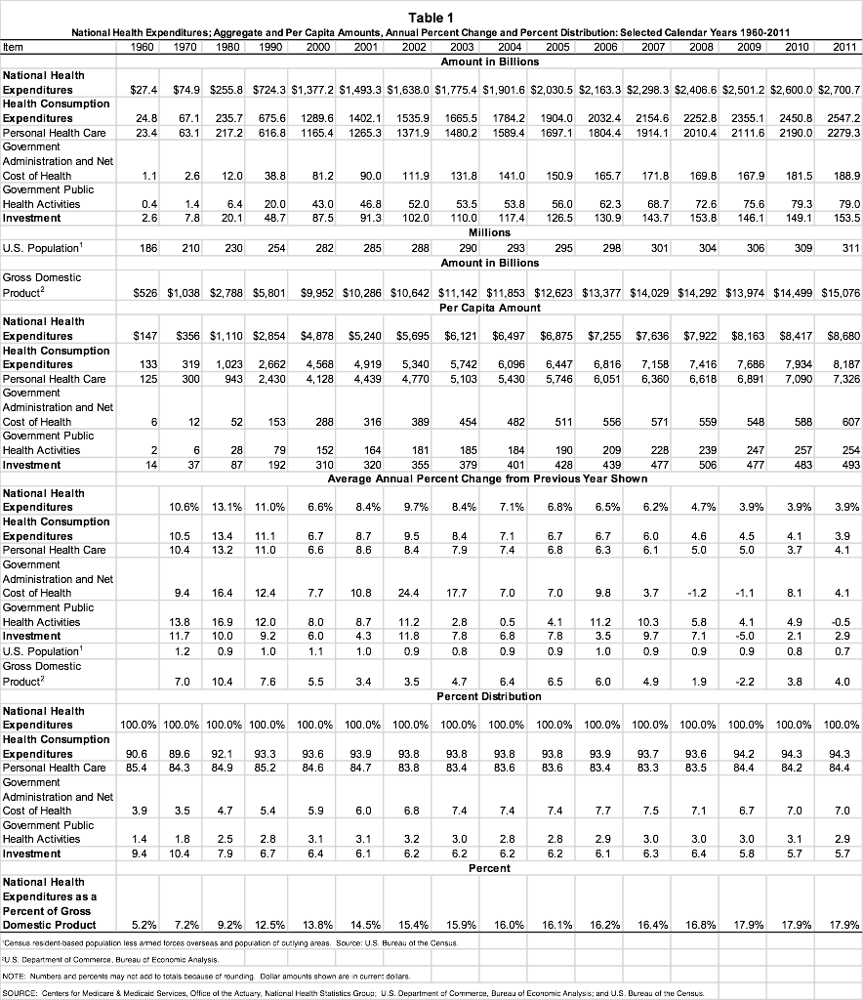 Table 1
National Health Expenditures; Aggregate and Per Capita Amounts, Annual Percent Change and Percent Distribution: Selected Calendar Years 1960-2011
Item 1960 1970 1980 1990 2000 2001 2002 2003 2004 2005 2006 2007 2008 2009 2010 2011
Amount in Billions
National Health
Expenditures $27.4 $74.9 $255.8 $724.3 $1,377.2 $1,493.3 $1,638.0 $1,775.4 $1,901.6 $2,030.5 $2,163.3 $2,298.3 $2,406.6 $2,501.2 $2,600.0 $2,700.7
Health Consumption
Expenditures 24.8 67.1 235.7 675.6 1289.6 1402.1 1535.9 1665.5 1784.2 1904.0 2032.4 2154.6 2252.8 2355.1 2450.8 2547.2
Personal Health Care 23.4 63.1 217.2 616.8 1165.4 1265.3 1371.9 1480.2 1589.4 1697.1 1804.4 1914.1 2010.4 2111.6 2190.0 2279.3
Government
Administration and Net
Cost of Health 1.1 2.6 12.0 38.8 81.2 90.0 111.9 131.8 141.0 150.9 165.7 171.8 169.8 167.9 181.5 188.9
Government Public
Health Activities 0.4 1.4 6.4 20.0 43.0 46.8 52.0 53.5 53.8 56.0 62.3 68.7 72.6 75.6 79.3 79.0
Investment 2.6 7.8 20.1 48.7 87.5 91.3 102.0 110.0 117.4 126.5 130.9 143.7 153.8 146.1 149.1 153.5
Millions
U.S. Population¹ 186 210 230 254 282 285 288 290 293 295 298 301 304 306 309 311
Amount in Billions
Gross Domestic
Product² $526 $1,038 $2,788 $5,801 $9,952 $10,286 $10,642 $11,142 $11,853 $12,623 $13,377 $14,029 $14,292 $13,974 $14,499 $15,076
Per Capita Amount
National Health
Expenditures $147 $356 $1,110 $2,854 $4,878 $5,240 $5,695 $6,121 $6,497 $6,875 $7,255 $7,636 $7,922 $8,163 $8,417 $8,680
Health Consumption
Expenditures 133 319 1,023 2,662 4,568 4,919 5,340 5,742 6,096 6,447 6,816 7,158 7,416 7,686 7,934 8,187
Personal Health Care 125 300 943 2,430 4,128 4,439 4,770 5,103 5,430 5,746 6,051 6,360 6,618 6,891 7,090 7,326
Government
Administration and Net
Cost of Health 6 12 52 153 288 316 389 454 482 511 556 571 559 548 588 607
Government Public
Health Activities 2 6 28 79 152 164 181 185 184 190 209 228 239 247 257 254
Investment 14 37 87 192 310 320 355 379 401 428 439 477 506 477 483 493
Average Annual Percent Change from Previous Year Shown
National Health
Expenditures 10.6% 13.1% 11.0% 6.6% 8.4% 9.7% 8.4% 7.1% 6.8% 6.5% 6.2% 4.7% 3.9% 3.9% 3.9%
Health Consumption
Expenditures 10.5 13.4 11.1 6.7 8.7 9.5 8.4 7.1 6.7 6.7 6.0 4.6 4.5 4.1 3.9
Personal Health Care 10.4 13.2 11.0 6.6 8.6 8.4 7.9 7.4 6.8 6.3 6.1 5.0 5.0 3.7 4.1
Government
Administration and Net
Cost of Health 9.4 16.4 12.4 7.7 10.8 24.4 17.7 7.0 7.0 9.8 3.7 -1.2 -1.1 8.1 4.1
Government Public
Health Activities 13.8 16.9 12.0 8.0 8.7 11.2 2.8 0.5 4.1 11.2 10.3 5.8 4.1 4.9 -0.5
Investment 11.7 10.0 9.2 6.0 4.3 11.8 7.8 6.8 7.8 3.5 9.7 7.1 -5.0 2.1 2.9
U.S. Population¹ 1.2 0.9 1.0 1.1 1.0 0.9 0.8 0.9 0.9 1.0 0.9 0.9 0.9 0.8 0.7
Gross Domestic
Product² 7.0 10.4 7.6 5.5 3.4 3.5 4.7 6.4 6.5 6.0 4.9 1.9 -2.2 3.8 4.0
Percent Distribution
National Health
Expenditures 100.0% 100.0% 100.0% 100.0% 100.0% 100.0% 100.0% 100.0% 100.0% 100.0% 100.0% 100.0% 100.0% 100.0% 100.0% 100.0%
Health Consumption
Expenditures 90.6 89.6 92.1 93.3 93.6 93.9 93.8 93.8 93.8 93.8 93.9 93.7 93.6 94.2 94.3 94.3
Personal Health Care 85.4 84.3 84.9 85.2 84.6 84.7 83.8 83.4 83.6 83.6 83.4 83.3 83.5 84.4 84.2 84.4
Government
Administration and Net
Cost of Health 3.9 3.5 4.7 5.4 5.9 6.0 6.8 7.4 7.4 7.4 7.7 7.5 7.1 6.7 7.0 7.0
Government Public
Health Activities 1.4 1.8 2.5 2.8 3.1 3.1 3.2 3.0 2.8 2.8 2.9 3.0 3.0 3.0 3.1 2.9
Investment 9.4 10.4 7.9 6.7 6.4 6.1 6.2 6.2 6.2 6.2 6.1 6.3 6.4 5.8 5.7 5.7
Percent
National Health
Expenditures as a
Percent of Gross
Domestic Product 5.2% 7.2% 9.2% 12.5% 13.8% 14.5% 15.4% 15.9% 16.0% 16.1% 16.2% 16.4% 16.8% 17.9% 17.9% 17.9%
¹Census resident-based population less armed forces overseas and population of outlying areas. Source: U.S. Bureau of the Census.
²U.S. Department of Commerce, Bureau of Economic Analysis.
NOTE: Numbers and percents may not add to totals because of rounding. Dollar amounts shown are in current dollars.
SOURCE: Centers for Medicare & Medicaid Services, Office of the Actuary, National Health Statistics Group; U.S. Department of Commerce, Bureau of Economic Analysis; and U.S. Bureau of the Census.